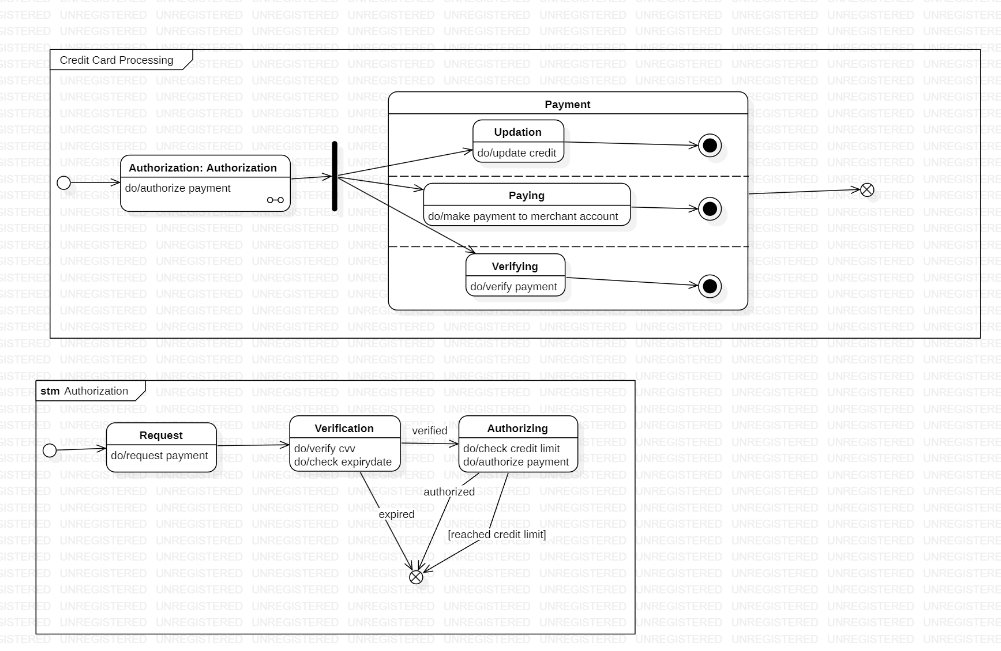 Credit Card Processing
Payment
Updation
do/update credit
Authorization: Authorization
do/authorize payment
Paying
do/make payment to merchant account
Verifying
do/verify payment
stm Authorization
Request
do/request payment
Verification
do/verify cvv
do/check expirydate
verified
Authorizing
do/check credit limit
do/authorize payment
authorized
expired
[reached credit limit]
UNREGISTERED